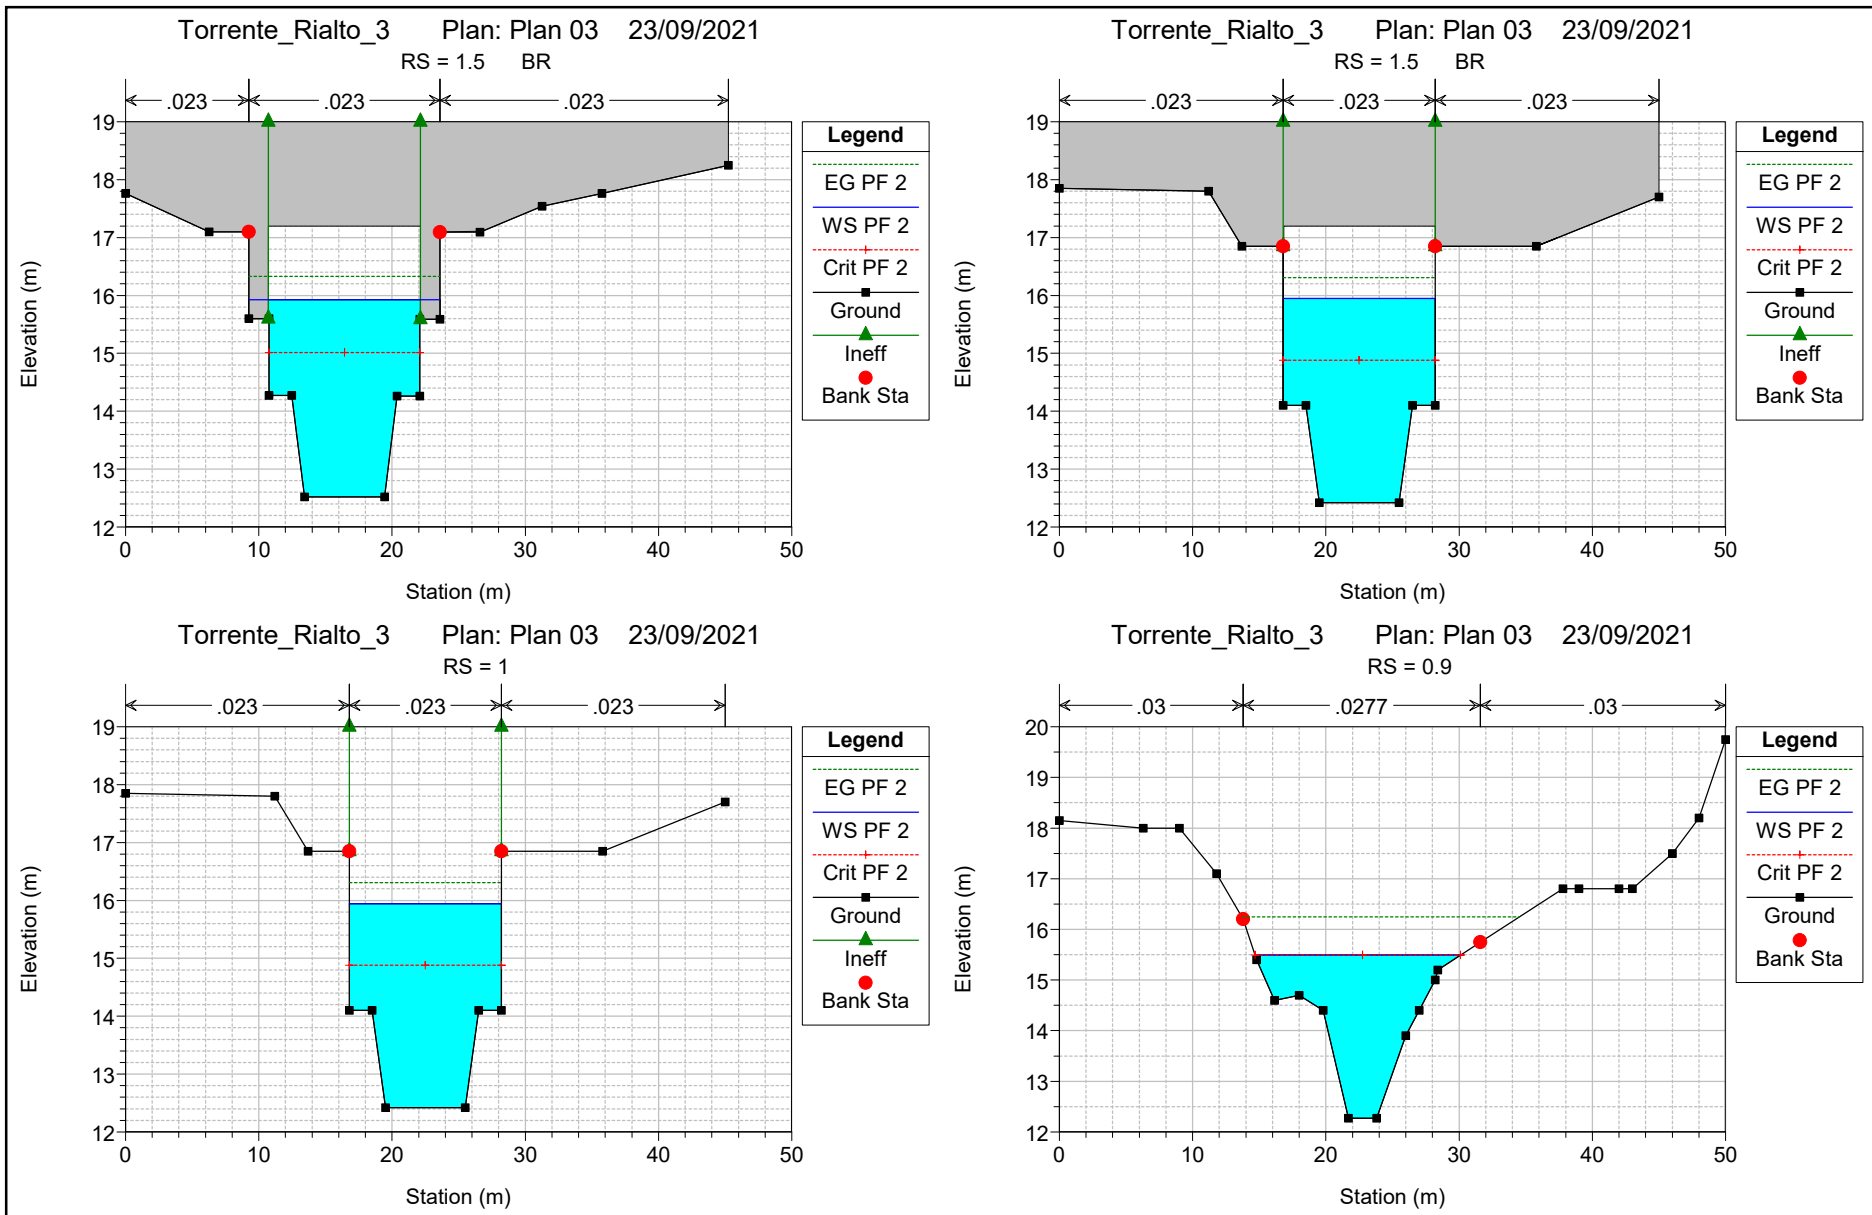 Torrente_Rialto_3 Plan: Plan 03 23/09/2021
RS = 1.5 BR
.023 .023 .023
19
18
17
16
15
14
13
12
Elevation (m)
0 10 20 30 40 50
Station (m)
Legend
EG PF 2
WS PF 2
Crit PF 2
Ground
Ineff
Bank Sta
Torrente_Rialto_3 Plan: Plan 03 23/09/2021
RS = 1.5 BR
.023 .023 .023
19
18
17
16
15
14
13
12
Elevation (m)
0 10 20 30 40 50
Station (m)
Legend
EG PF 2
WS PF 2
Crit PF 2
Ground
Ineff
Bank Sta
Torrente_Rialto_3 Plan: Plan 03 23/09/2021
RS = 1
.023 .023 .023
19
18
17
16
15
14
13
12
Elevation (m)
0 10 20 30 40 50
Station (m)
Legend
EG PF 2
WS PF 2
Crit PF 2
Ground
Ineff
Bank Sta
Torrente_Rialto_3 Plan: Plan 03 23/09/2021
RS = 0.9
.03 .0277 .03
20
19
18
17
16
15
14
13
12
Elevation (m)
0 10 20 30 40 50
Station (m)
Legend
EG PF 2
WS PF 2
Crit PF 2
Ground
Bank Sta